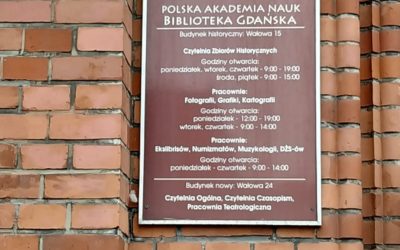 POLSKA AKADEMIA NAUK
BIBLIOTEKA GDAŃSKA
Budynek historyczny: Wałowa 15
Czytelnia Zbiorów Historycznych
Godziny otwarcia:
poniedziałek, wtorek, czwartek - 9:00 - 19:00
środa, piątek - 9:00 - 15:00
Pracownie:
Fotografii, Grafiki, Kartografii
Godziny otwarcia:
poniedziałek - 12:00 - 19:00
wtorek, czwartek - 9:00 - 14:00
Pracownie:
Ekslibrisów, Numizmatów, Muzykologii, DŻS-ów
Godziny otwarcia:
poniedziałek - czwartek - 9:00 - 14:00
Budynek nowy: Wałowa 24
Czytelnia Ogólna, Czytelnia Czasopism,
Pracownia Teatrologiczna